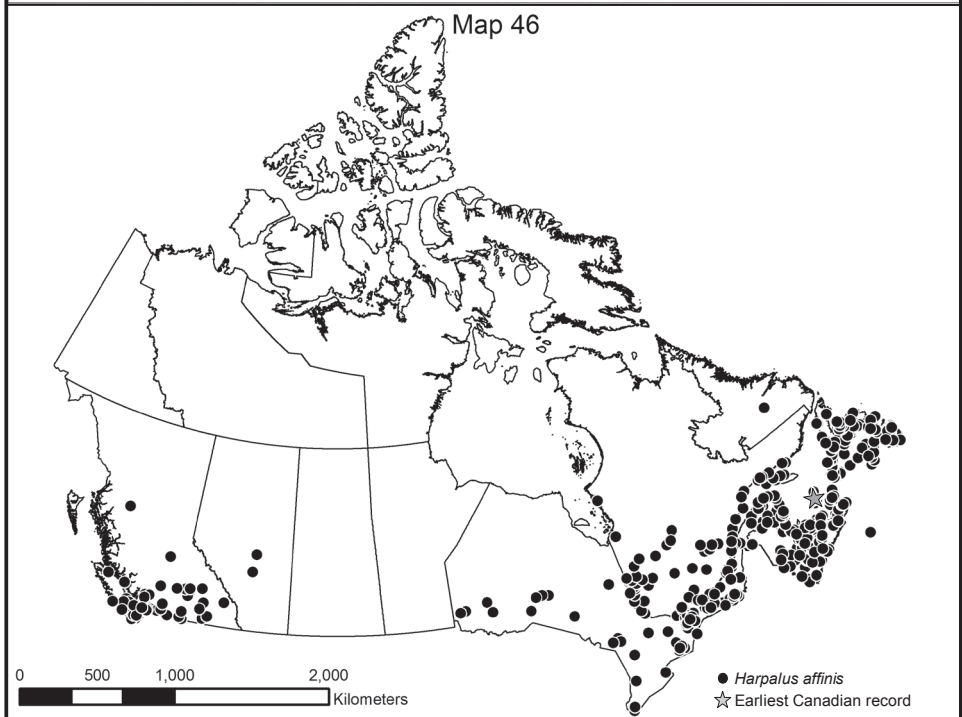 Map 46
0 500 1,000 2,000
Kilometers
Harpalus affinis
Earliest Canadian record